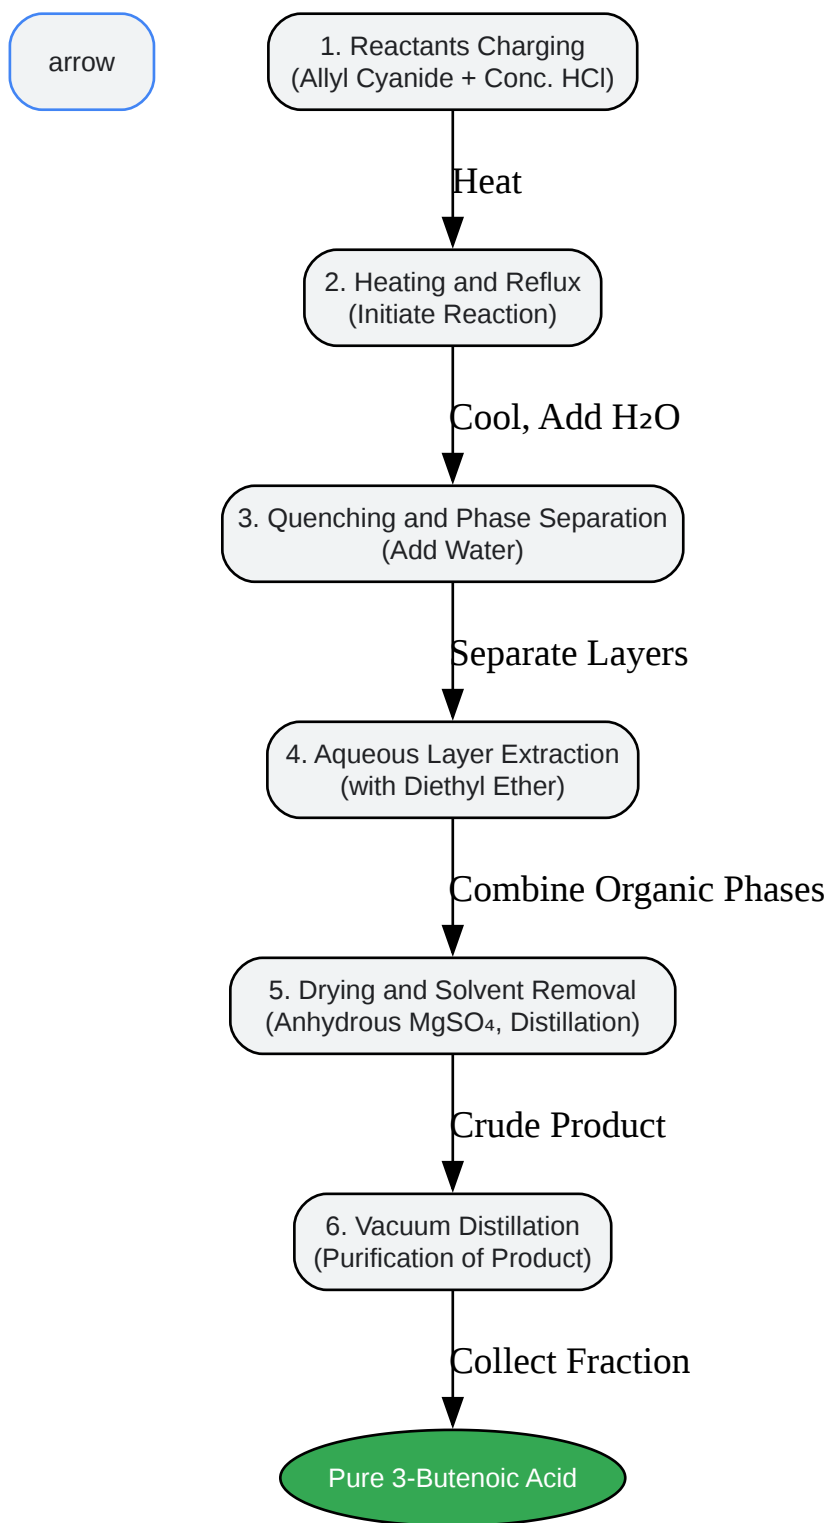 arrow
1. Reactants Charging
(Allyl Cyanide + Conc. HCl)
Heat
2. Heating and Reflux
(Initiate Reaction)
Cool, Add H₂O
3. Quenching and Phase Separation
(Add Water)
Separate Layers
4. Aqueous Layer Extraction
(with Diethyl Ether)
Combine Organic Phases
5. Drying and Solvent Removal
(Anhydrous MgSO₄, Distillation)
Crude Product
6. Vacuum Distillation
(Purification of Product)
Collect Fraction
Pure 3-Butenoic Acid